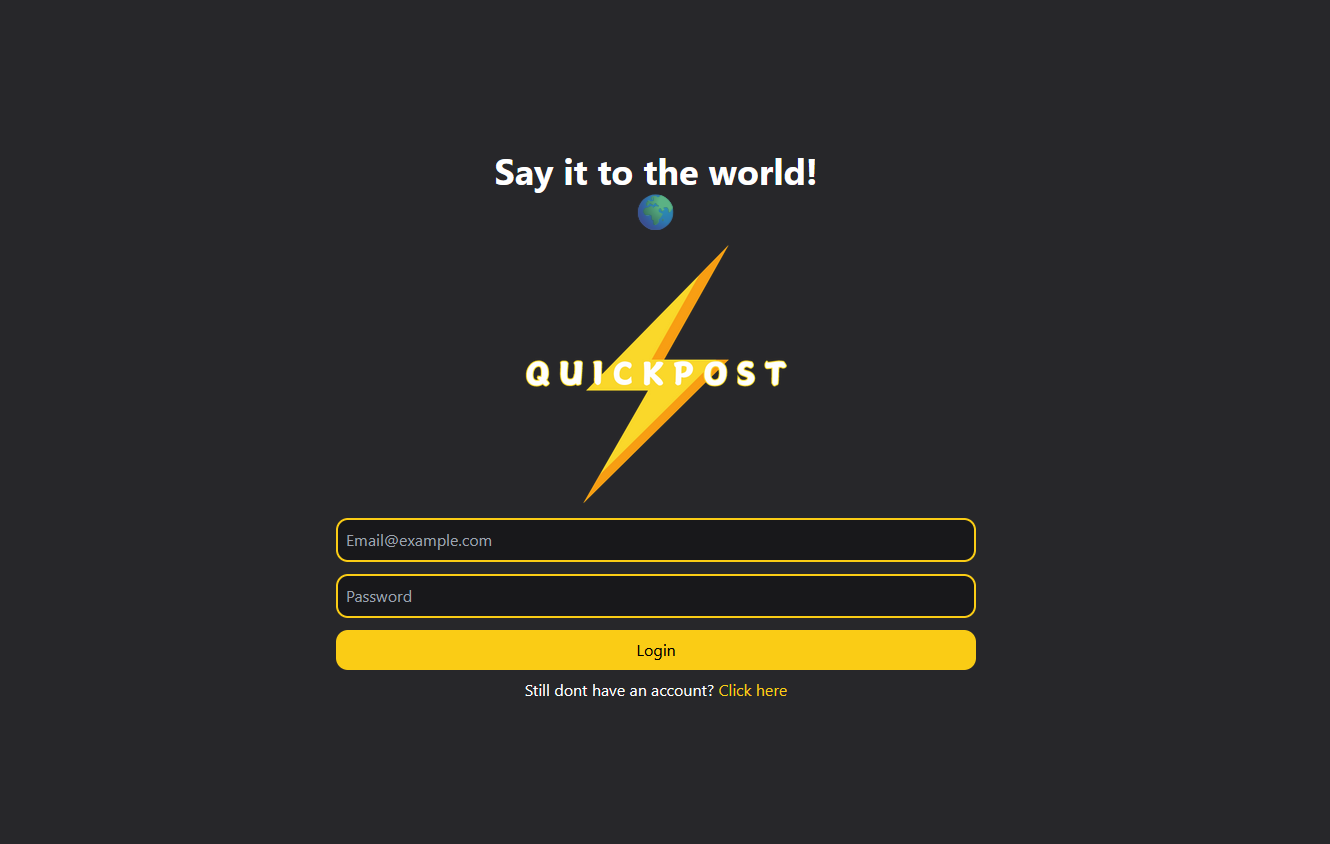 Say it to the world!
QUICKPOST
Email@example.com
Password
Login
Still dont have an account? Click here